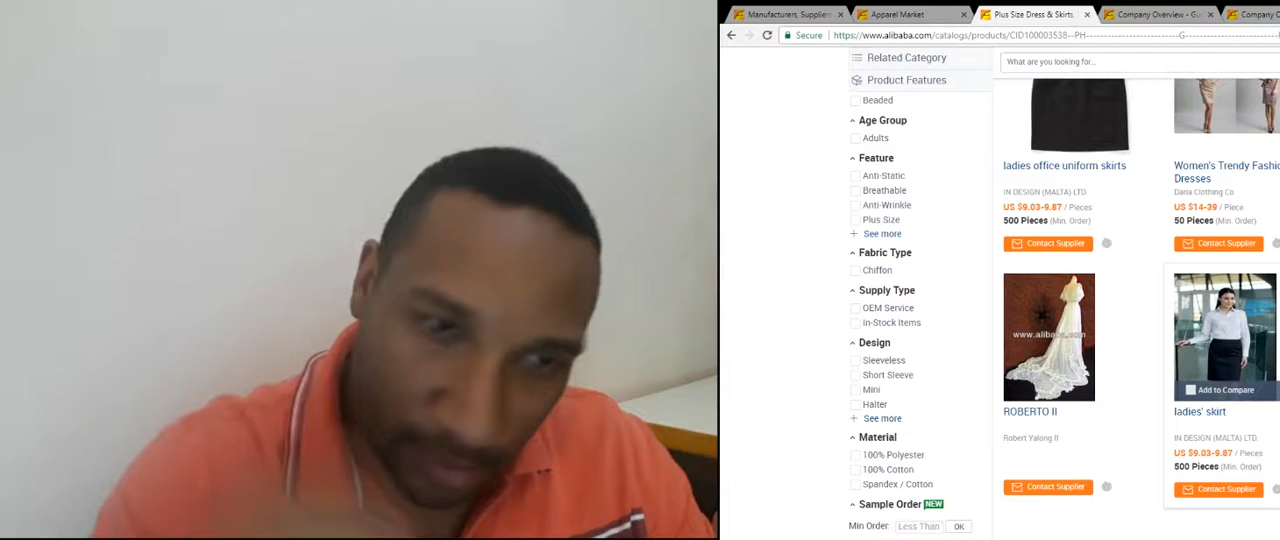 Manufacturers, Suppliers
Apparel Market
Plus Size Dress & Skirts,
Company Overview - Gu
Company O
Secure
https://www.alibaba.com/catalogs/products/CID100003538--PH
Related Category
Product Features
What are you looking for...
Beaded
Age Group
Adults
Feature
Anti-Static
Breathable
Anti-Wrinkle
Plus Size
+ See more
Fabric Type
Chiffon
Supply Type
OEM Service
In-Stock Items
Design
Sleeveless
Short Sleeve
Mini
Halter
+ See more
Material
100% Polyester
100% Cotton
Spandex / Cotton
Sample Order NEW
Min Order: Less Than OK
ladies office uniform skirts
IN DESIGN (MALTA) LTD.
US $9.03-9.87 / Pieces
500 Pieces (Min. Order)
Contact Supplier
Women's Trendy Fashio
Dresses
Daria Clothing Co
US $14-39 / Piece
50 Pieces (Min. Order)
Contact Supplier
www.alibaba.com
ROBERTO II
Robert Yalong II
Contact Supplier
Add to Compare
ladies' skirt
IN DESIGN (MALTA) LTD.
US $9.03-9.87 / Pieces
500 Pieces (Min. Order)
Contact Supplier